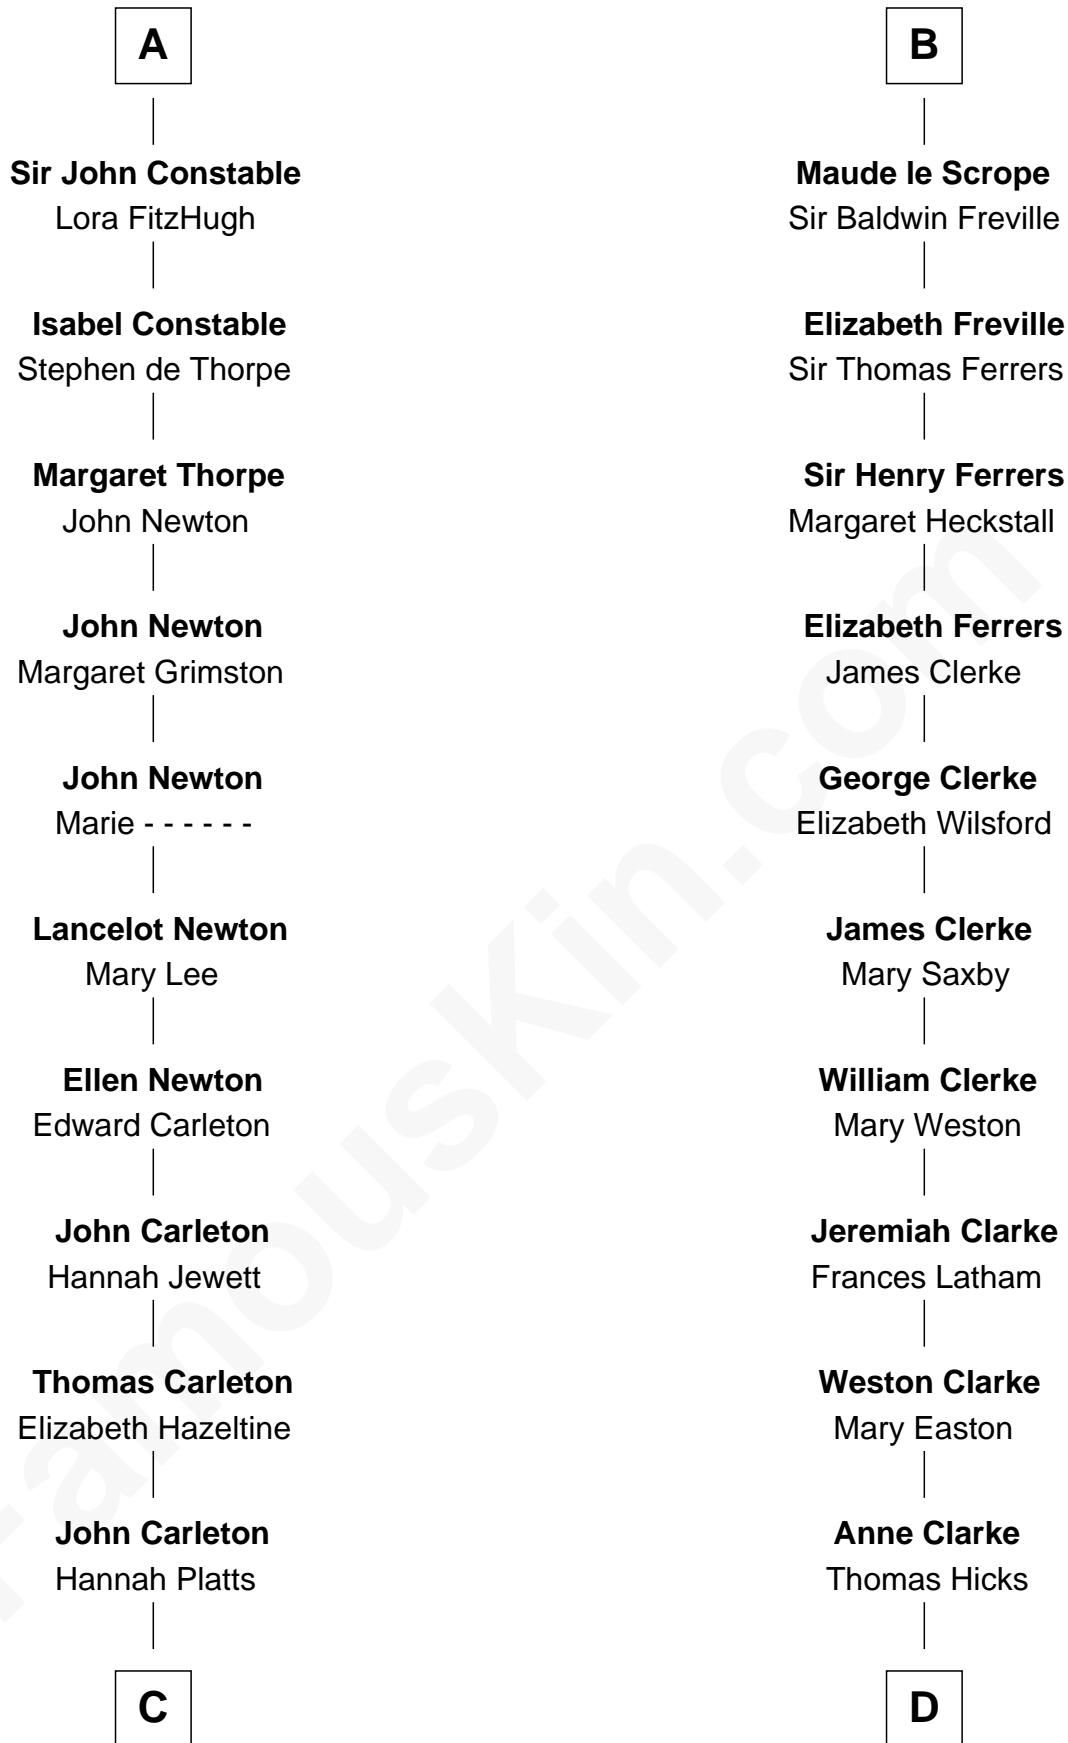 A
Sir John Constable
Lora FitzHugh
Isabel Constable
Stephen de Thorpe
Margaret Thorpe
John Newton
John Newton
Margaret Grimston
John Newton
Marie - - - - - -
Lancelot Newton
Mary Lee
Ellen Newton
Edward Carleton
John Carleton
Hannah Jewett
Thomas Carleton
Elizabeth Hazeltine
John Carleton
Hannah Platts
C
B
Maude le Scrope
Sir Baldwin Freville
Elizabeth Freville
Sir Thomas Ferrers
Sir Henry Ferrers
Margaret Heckstall
Elizabeth Ferrers
James Clerke
George Clerke
Elizabeth Wilsford
James Clerke
Mary Saxby
William Clerke
Mary Weston
Jeremiah Clarke
Frances Latham
Weston Clarke
Mary Easton
Anne Clarke
Thomas Hicks
D
FamousKin.com